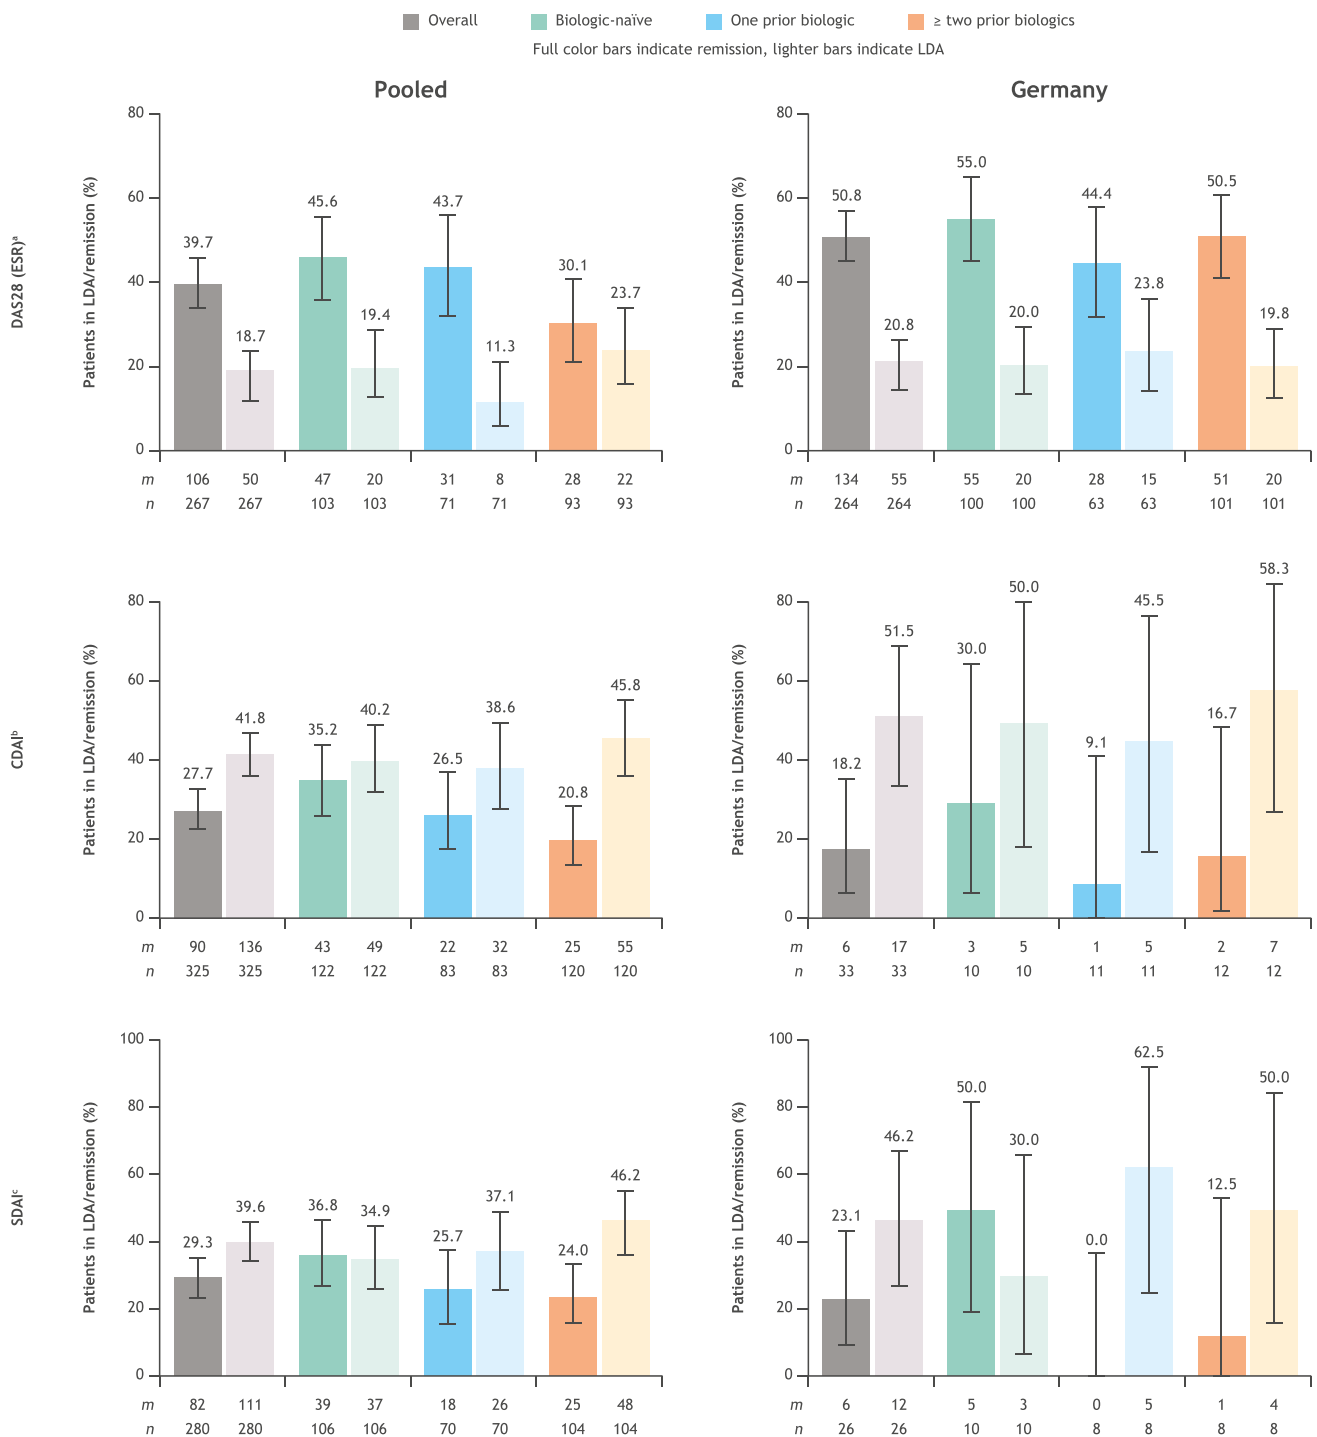 Overall Biologic-naïve One prior biologic ≥ two prior biologics
Full color bars indicate remission, lighter bars indicate LDA
Pooled
Germany
DAS28 (ESR)ᵃ
Patients in LDA/remission (%)
80
60
40
20
0
39.7 18.7 45.6 19.4 43.7 11.3 30.1 23.7
m 106 50 47 20 31 8 28 22
n 267 267 103 103 71 71 93 93
Patients in LDA/remission (%)
80
60
40
20
0
50.8 20.8 55.0 20.0 44.4 23.8 50.5 19.8
m 134 55 55 20 28 15 51 20
n 264 264 100 100 63 63 101 101
CDAIᵇ
Patients in LDA/remission (%)
80
60
40
20
0
27.7 41.8 35.2 40.2 26.5 38.6 20.8 45.8
m 90 136 43 49 22 32 25 55
n 325 325 122 122 83 83 120 120
Patients in LDA/remission (%)
80
60
40
20
0
18.2 51.5 30.0 50.0 9.1 45.5 16.7 58.3
m 6 17 3 5 1 5 2 7
n 33 33 10 10 11 11 12 12
SDAIᶜ
Patients in LDA/remission (%)
100
80
60
40
20
0
29.3 39.6 36.8 34.9 25.7 37.1 24.0 46.2
m 82 111 39 37 18 26 25 48
n 280 280 106 106 70 70 104 104
Patients in LDA/remission (%)
100
80
60
40
20
0
23.1 46.2 50.0 30.0 0.0 62.5 12.5 50.0
m 6 12 5 3 0 5 1 4
n 26 26 10 10 8 8 8 8